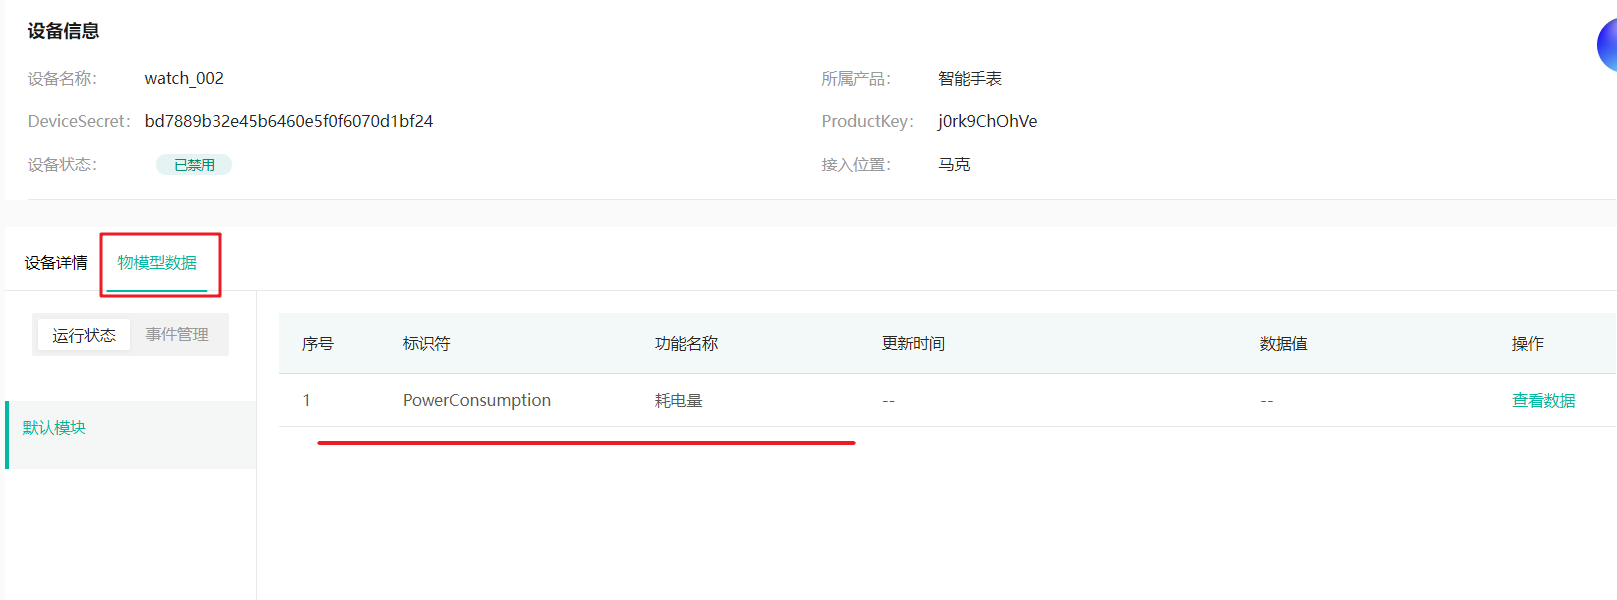 设备信息
设备名称： watch_002 所属产品： 智能手表
DeviceSecret： bd7889b32e45b6460e5f0f6070d1bf24 ProductKey： j0rk9ChOhVe
设备状态： 已禁用 接入位置： 马克
设备详情 物模型数据
运行状态 事件管理
默认模块
序号 标识符 功能名称 更新时间 数据值 操作
1 PowerConsumption 耗电量 -- -- 查看数据